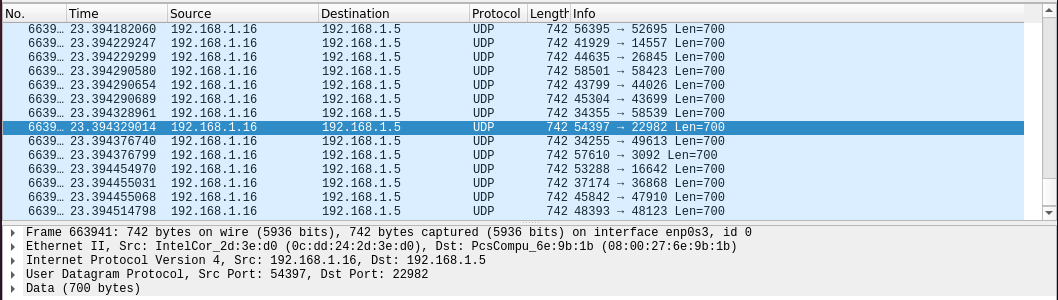 No. Time Source Destination Protocol Length Info
6639… 23.394182060 192.168.1.16 192.168.1.5 UDP 742 56395 → 52695 Len=700
6639… 23.394229247 192.168.1.16 192.168.1.5 UDP 742 41929 → 14557 Len=700
6639… 23.394229299 192.168.1.16 192.168.1.5 UDP 742 44635 → 26845 Len=700
6639… 23.394290580 192.168.1.16 192.168.1.5 UDP 742 58501 → 58423 Len=700
6639… 23.394290654 192.168.1.16 192.168.1.5 UDP 742 43799 → 44026 Len=700
6639… 23.394290689 192.168.1.16 192.168.1.5 UDP 742 45304 → 43699 Len=700
6639… 23.394328961 192.168.1.16 192.168.1.5 UDP 742 34355 → 58539 Len=700
6639… 23.394329014 192.168.1.16 192.168.1.5 UDP 742 54397 → 22982 Len=700
6639… 23.394376740 192.168.1.16 192.168.1.5 UDP 742 34255 → 49613 Len=700
6639… 23.394376799 192.168.1.16 192.168.1.5 UDP 742 57610 → 3092 Len=700
6639… 23.394454970 192.168.1.16 192.168.1.5 UDP 742 53288 → 16642 Len=700
6639… 23.394455031 192.168.1.16 192.168.1.5 UDP 742 37174 → 36868 Len=700
6639… 23.394455068 192.168.1.16 192.168.1.5 UDP 742 45842 → 47910 Len=700
6639… 23.394514798 192.168.1.16 192.168.1.5 UDP 742 48393 → 48123 Len=700
Frame 663941: 742 bytes on wire (5936 bits), 742 bytes captured (5936 bits) on interface enp0s3, id 0
Ethernet II, Src: IntelCor_2d:3e:d0 (0c:dd:24:2d:3e:d0), Dst: PcsCompu_6e:9b:1b (08:00:27:6e:9b:1b)
Internet Protocol Version 4, Src: 192.168.1.16, Dst: 192.168.1.5
User Datagram Protocol, Src Port: 54397, Dst Port: 22982
Data (700 bytes)